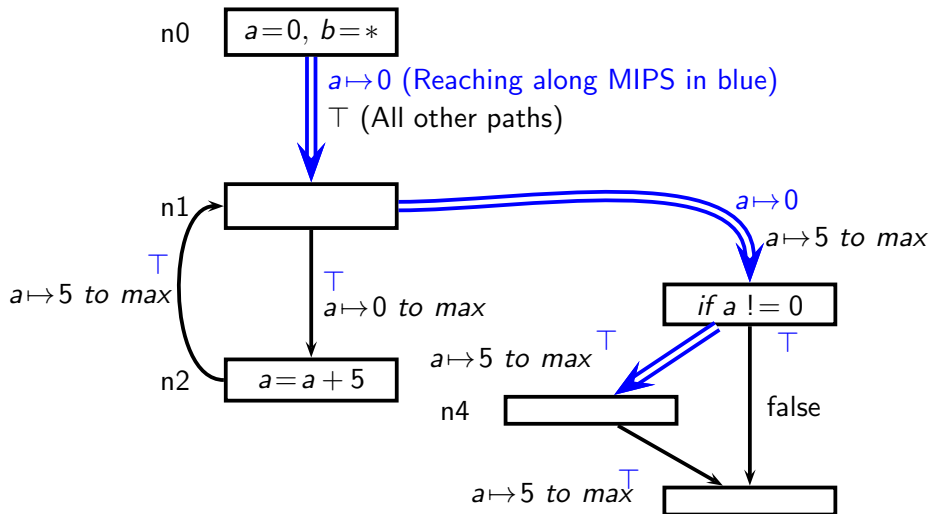 n0
a=0, b=*
a↦0 (Reaching along MIPS in blue)
⊤ (All other paths)
n1
a↦0
a↦5 to max
⊤
a↦5 to max
⊤
a↦0 to max
if a != 0
⊤
a↦5 to max
⊤
n2
a=a+5
n4
false
⊤
a↦5 to max